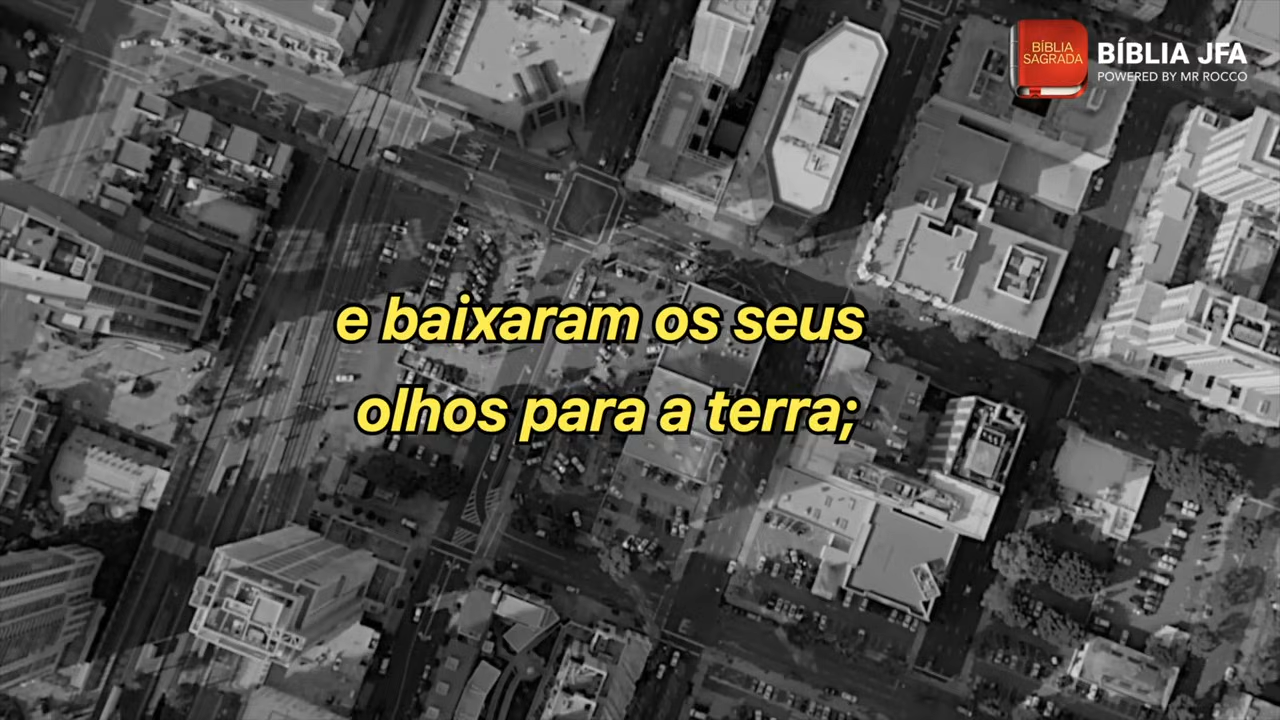 BÍBLIA
SAGRADA
BÍBLIA JFA
POWERED BY MR ROCCO
e baixaram os seus
olhos para a terra;